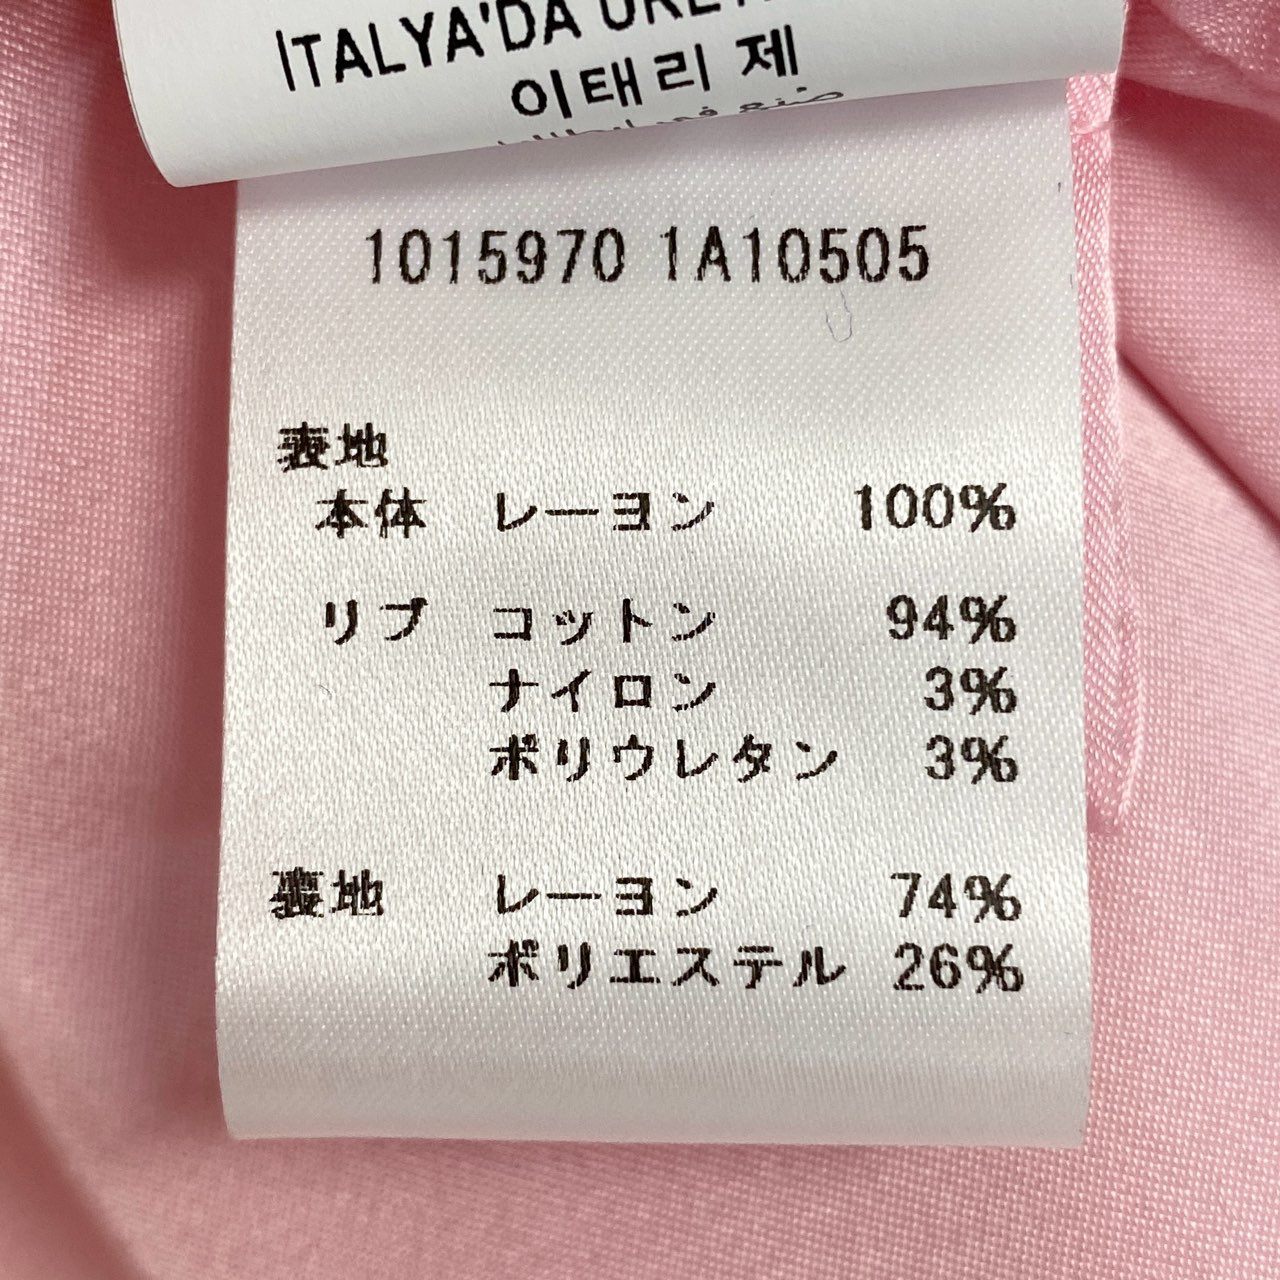 İTALYA'DA
이태리 제
1015970 1A10505
表地
本体 レーヨン 100%
リブ コットン 94%
ナイロン 3%
ポリウレタン 3%
裏地 レーヨン 74%
ポリエステル 26%